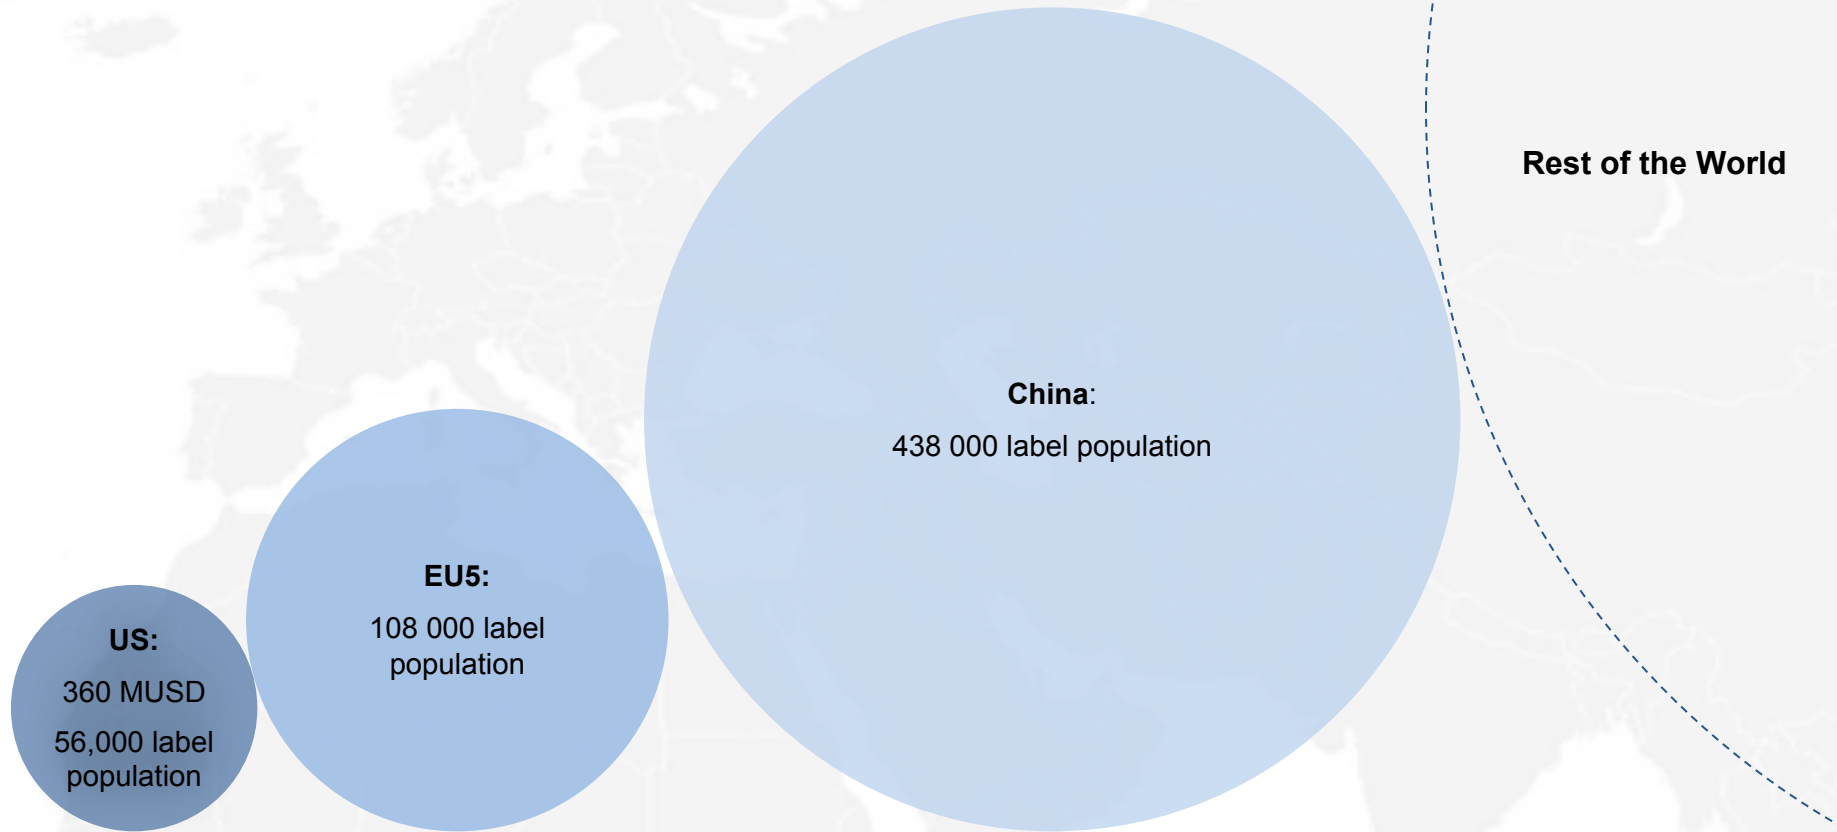 US:
360 MUSD
56,000 label
population
EU5:
108 000 label
population
China:
438 000 label population
Rest of the World